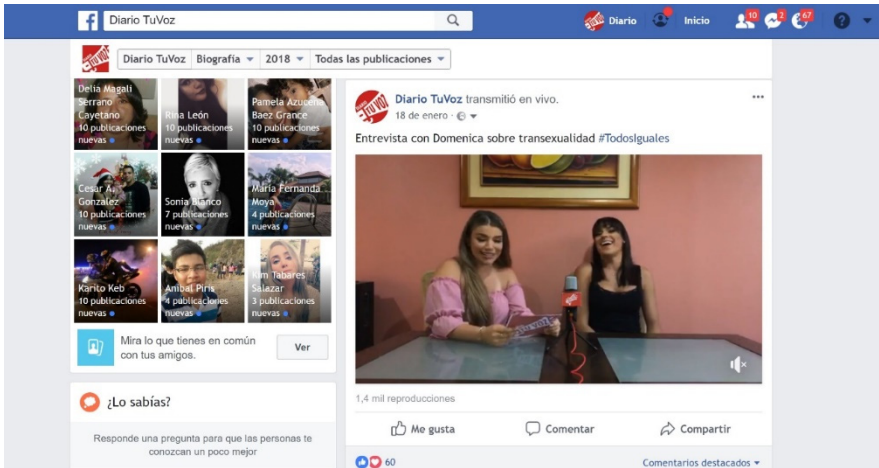 Diario TuVoz
Diario
Inicio
10
2
67
?
Diario TuVoz Biografía 2018 Todas las publicaciones
Delia Magali
Serrano
Cayetano
10 publicaciones
nuevas
Rina León
10 publicaciones
nuevas
Pamela Azucena
Baez Grance
10 publicaciones
nuevas
Cesar A.
Gonzalez
10 publicaciones
nuevas
Sonia Blanco
7 publicaciones
nuevas
María Fernanda
Moya
4 publicaciones
nuevas
Karito Keb
10 publicaciones
nuevas
Anibal Piris
4 publicaciones
nuevas
Kim Tabares
Salazar
3 publicaciones
nuevas
Mira lo que tienes en común
con tus amigos.
Ver
¿Lo sabías?
Responde una pregunta para que las personas te
conozcan un poco mejor
Diario TuVoz transmitió en vivo.
18 de enero
Entrevista con Domenica sobre transexualidad #TodosIguales
1,4 mil reproducciones
Me gusta
Comentar
Compartir
60
Comentarios destacados